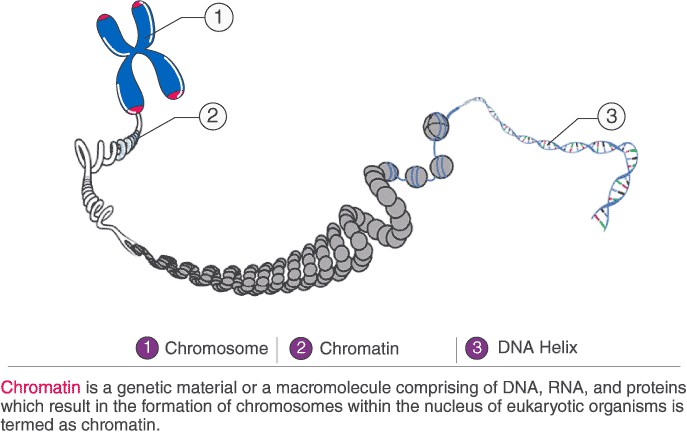 1
2
3
1 Chromosome 2 Chromatin 3 DNA Helix
Chromatin is a genetic material or a macromolecule comprising of DNA, RNA, and proteins
which result in the formation of chromosomes within the nucleus of eukaryotic organisms is
termed as chromatin.